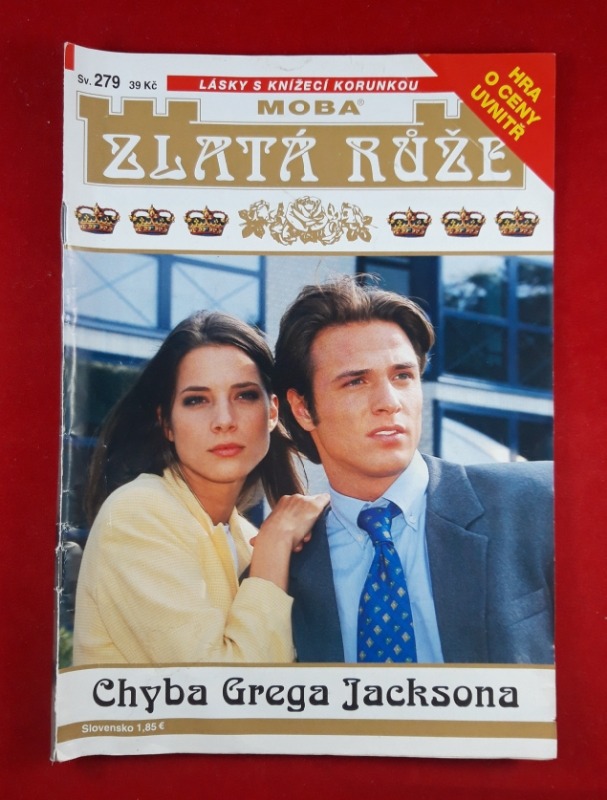 Sv. 279 39 Kč
LÁSKY S KNÍŽECÍ KORUNKOU
HRA
O CENY
UVNITŘ
MOBA®
ZLATÁ RŮŽE
Chyba Grega Jacksona
Slovensko 1,85 €